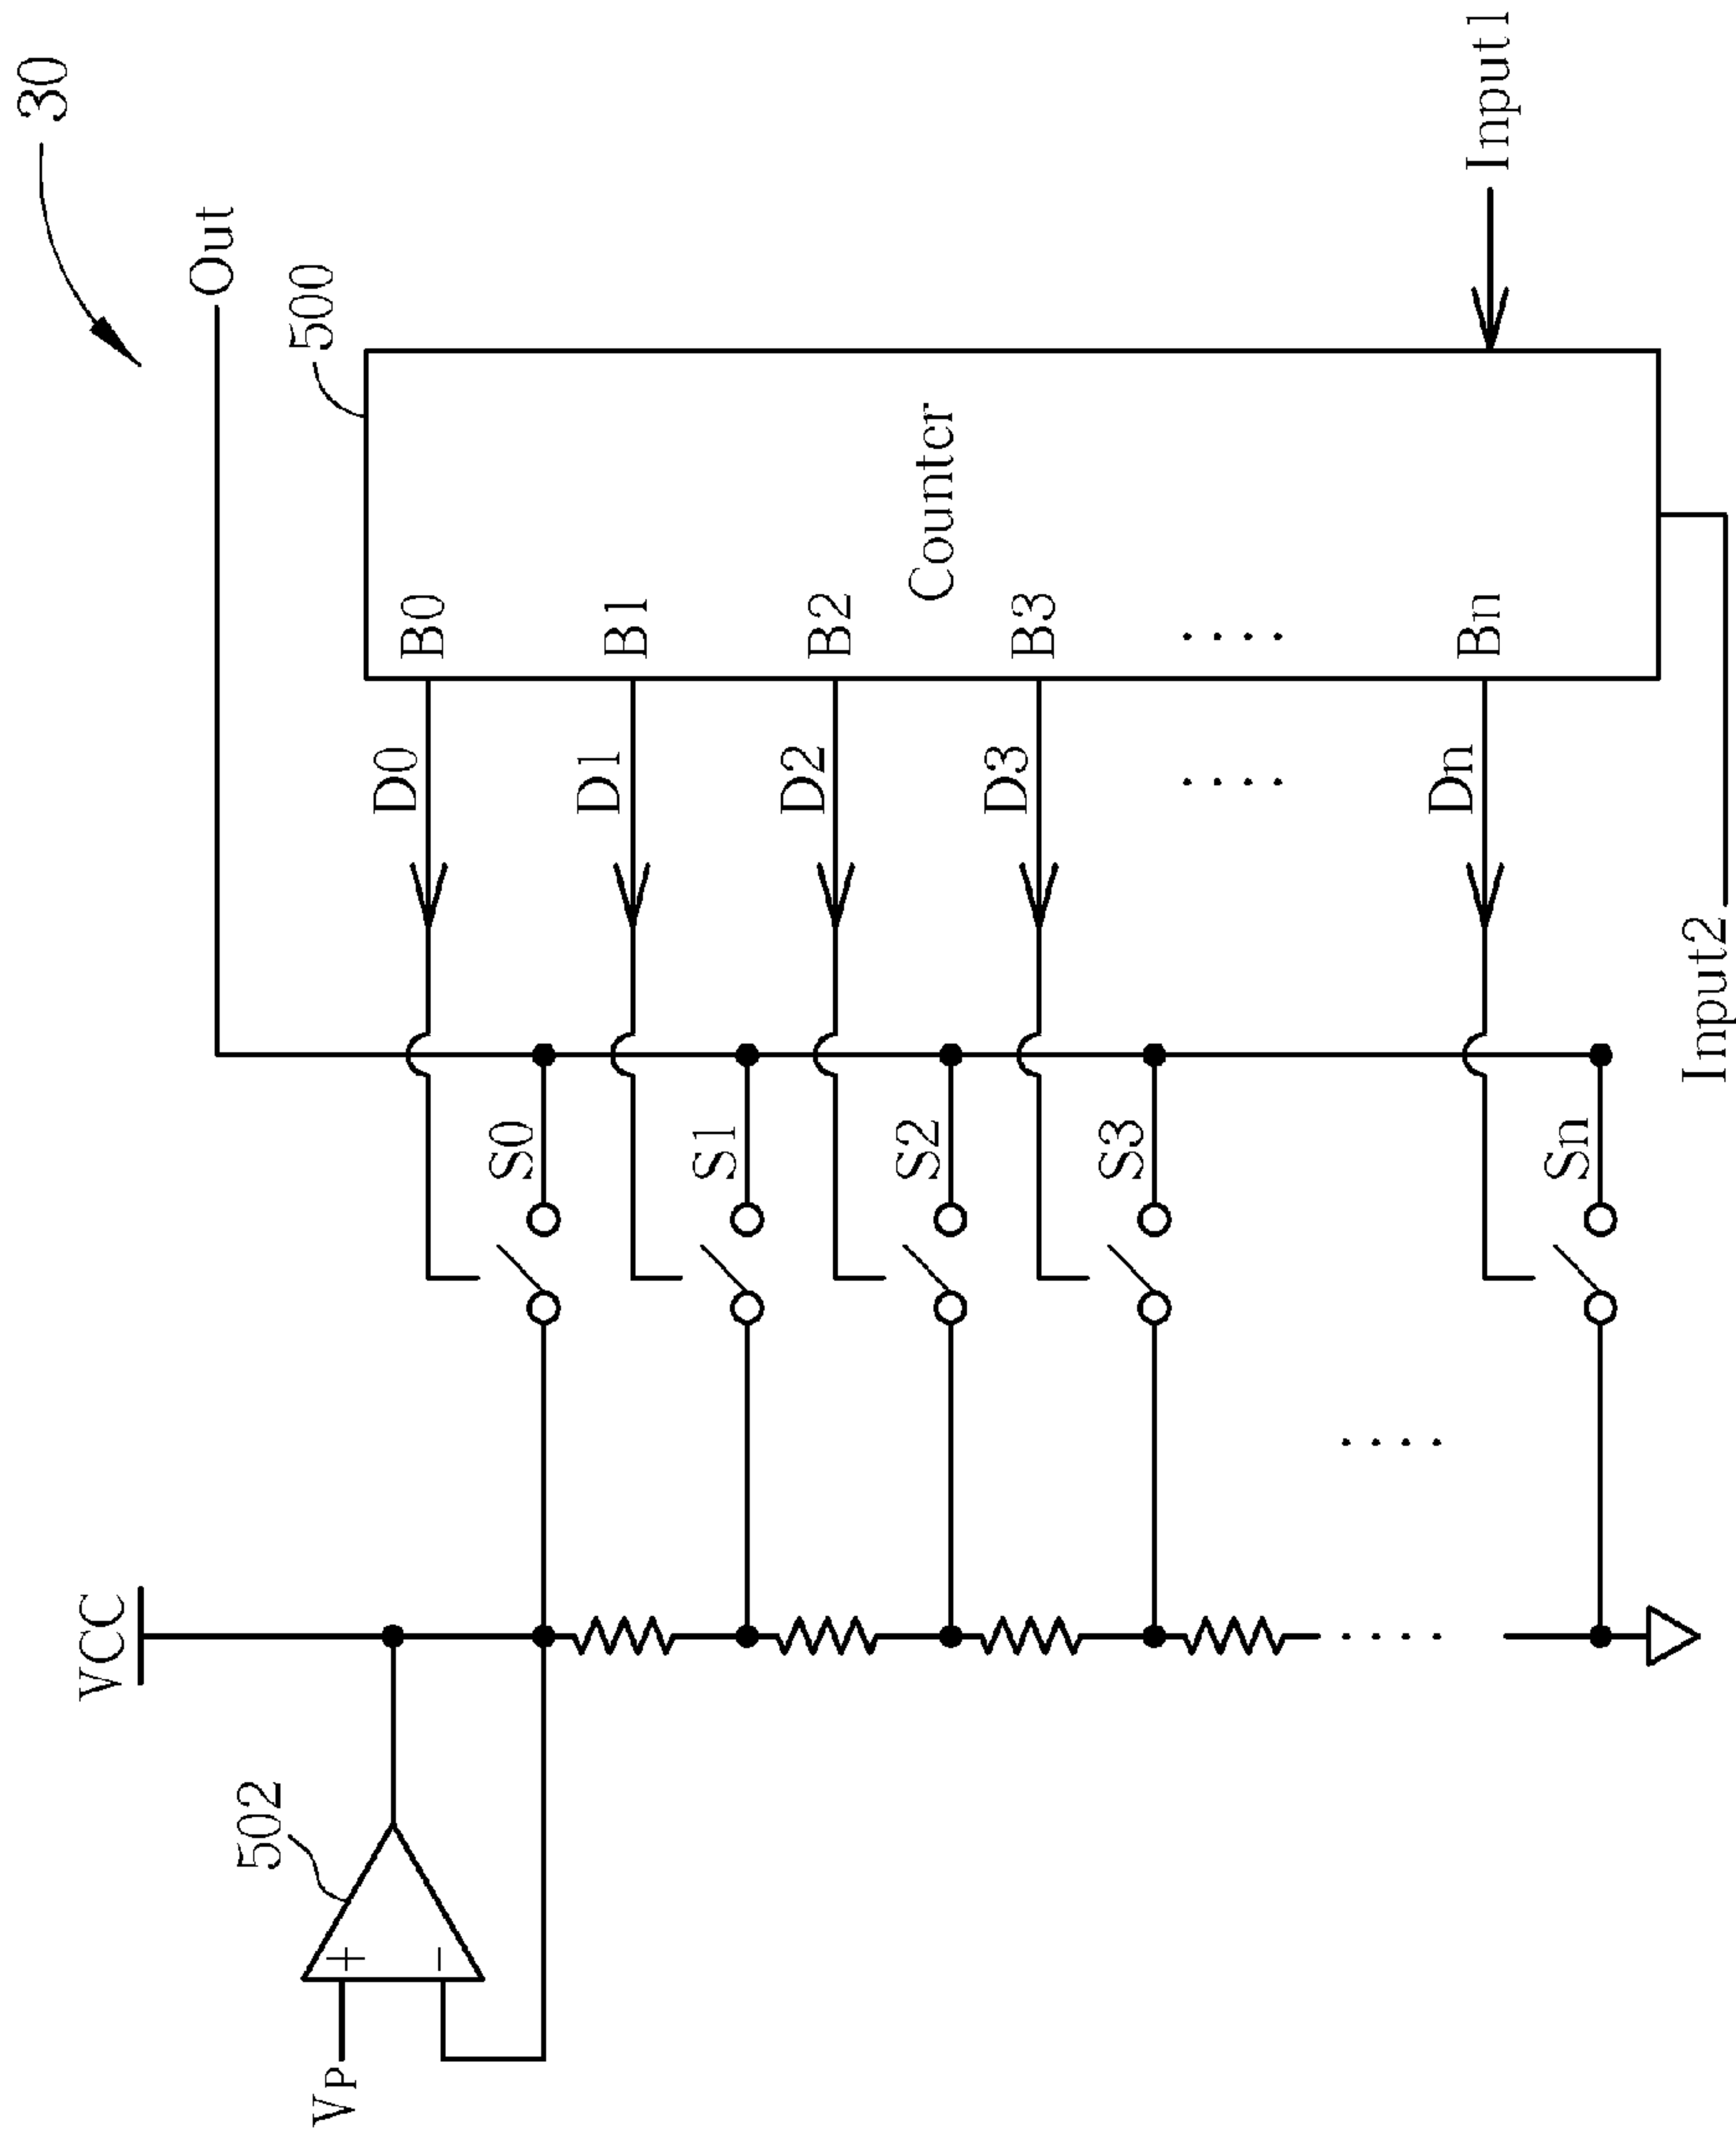 30
VCC
Out
502
500
VP
+
−
D0
B0
S0
D1
B1
S1
D2
B2
S2
Counter
D3
B3
S3
....
....
....
....
Dn
Bn
Input1
Sn
Input2